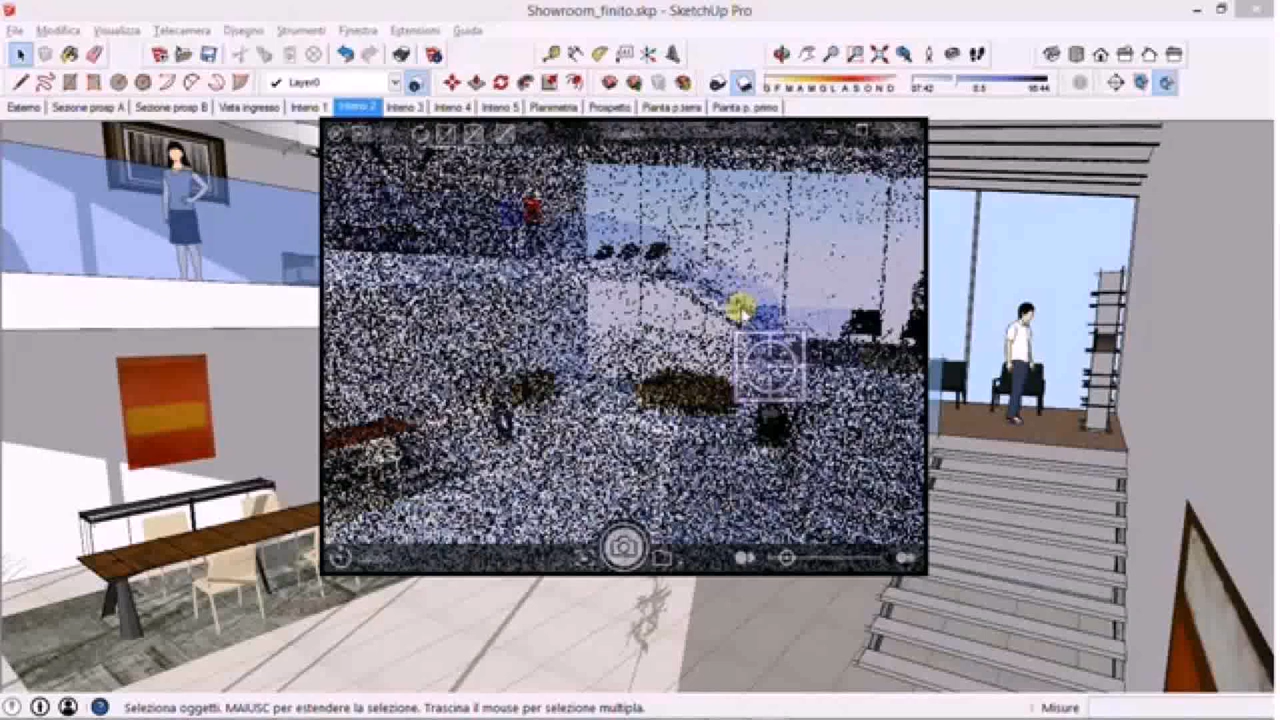 Showroom_finito.skp - SketchUp Pro
File Modifica Visualizza Telecamera Disegno Strumenti Finestra Estensioni Guida
Layer0
G F M A M G L A S O N D
07:42
16:44
Esterno Sezione prosp A Sezione prosp B Vista ingresso Interno 1 Interno 2 Interno 3 Interno 4 Interno 5 Planimetria Prospetto Pianta p.terra Pianta p. primo
Seleziona oggetti. MAIUSC per estendere la selezione. Trascina il mouse per selezione multipla.
Misure